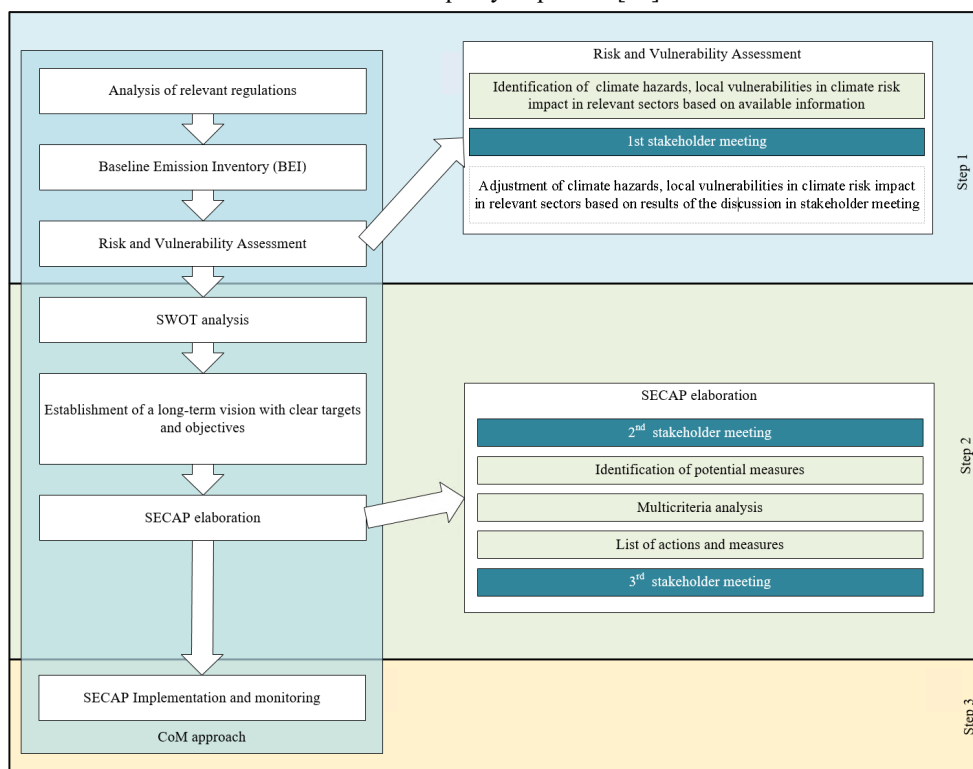 Analysis of relevant regulations
Baseline Emission Inventory (BEI)
Risk and Vulnerability Assessment
SWOT analysis
Establishment of a long-term vision with clear targets
and objectives
SECAP elaboration
SECAP Implementation and monitoring
CoM approach
Risk and Vulnerability Assessment
Identification of climate hazards, local vulnerabilities in climate risk
impact in relevant sectors based on available information
1st stakeholder meeting
Adjustment of climate hazards, local vulnerabilities in climate risk impact
in relevant sectors based on results of the discussion in stakeholder meeting
SECAP elaboration
2nd stakeholder meeting
Identification of potential measures
Multicriteria analysis
List of actions and measures
3rd stakeholder meeting
Step 1
Step 2
Step 3